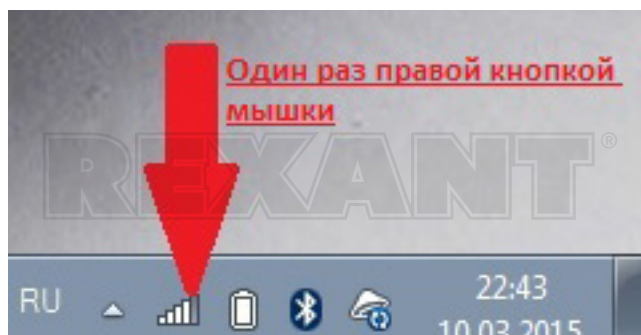 Один раз правой кнопкой
мышки
REXANT®
RU
22:43
10.03.2015